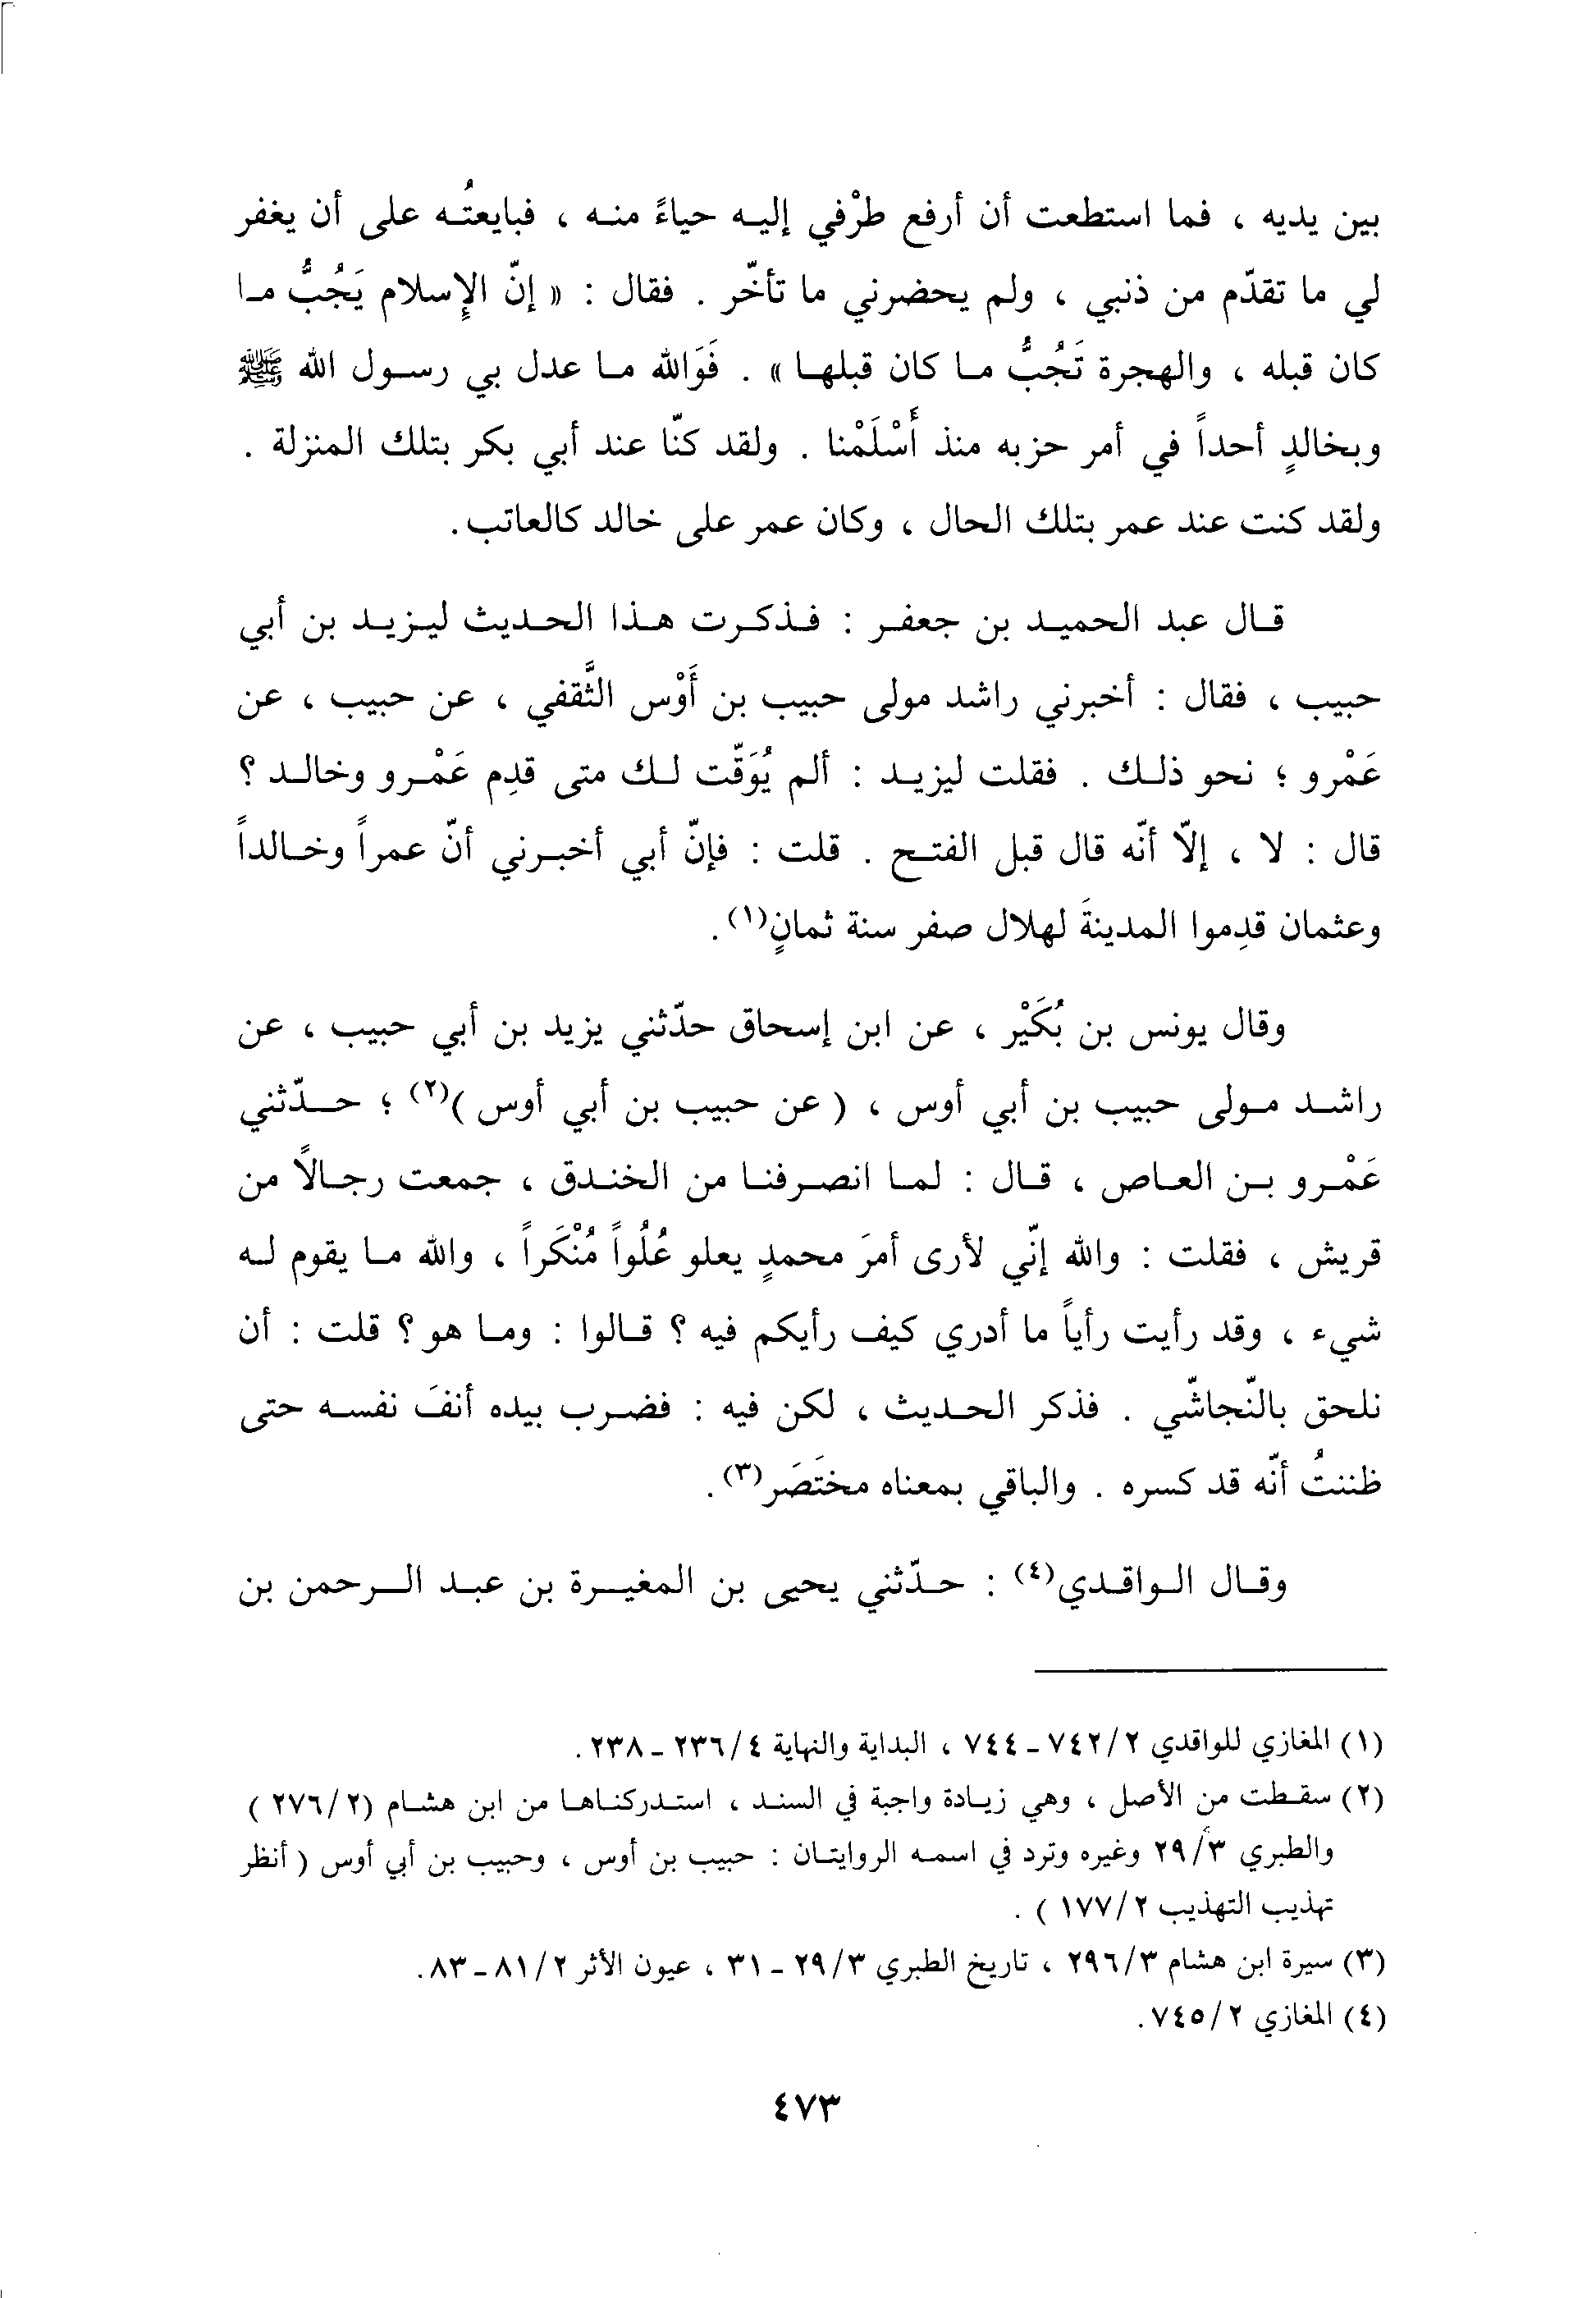 بين يديه ، فما استطعت أن أرفع طرْفي إليه حياءً منه ، فبايعتُه على أن يغفر
لي ما تقدّم من ذنبي ، ولم يحضرني ما تأخّر . فقال : « إنّ الإسلام يَجُبُّ ما
كان قبله ، والهجرة تَجُبُّ ما كان قبلها » . فَوَالله ما عدل بي رسول الله ﷺ
وبخالدٍ أحداً في أمر حزبه منذ أَسْلَمْنا . ولقد كنّا عند أبي بكر بتلك المنزلة .
ولقد كنت عند عمر بتلك الحال ، وكان عمر على خالد كالعاتب .
قال عبد الحميد بن جعفر : فذكرت هذا الحديث ليزيد بن أبي
حبيب ، فقال : أخبرني راشد مولى حبيب بن أَوْس الثَّقفي ، عن حبيب ، عن
عَمْرو ؛ نحو ذلك . فقلت ليزيد : ألم يُوَقّت لك متى قدِم عَمْرو وخالد ؟
قال : لا ، إلاّ أنّه قال قبل الفتح . قلت : فإنّ أبي أخبرني أنّ عمراً وخالداً
وعثمان قدِموا المدينةَ لهلال صفر سنة ثمانٍ(١) .
وقال يونس بن بُكَيْر ، عن ابن إسحاق حدّثني يزيد بن أبي حبيب ، عن
راشد مولى حبيب بن أبي أوس ، ( عن حبيب بن أبي أوس )(٢) ؛ حدّثني
عَمْرو بن العاص ، قال : لما انصرفنا من الخندق ، جمعت رجالاً من
قريش ، فقلت : والله إنّي لأرى أمرَ محمدٍ يعلو عُلُواً مُنْكَراً ، والله ما يقوم له
شيء ، وقد رأيت رأياً ما أدري كيف رأيكم فيه ؟ قالوا : وما هو ؟ قلت : أن
نلحق بالنّجاشّي . فذكر الحديث ، لكن فيه : فضرب بيده أنفَ نفسه حتى
ظننتُ أنّه قد كسره . والباقي بمعناه مختَصَر(٣) .
وقال الواقدي(٤) : حدّثني يحيى بن المغيرة بن عبد الرحمن بن
(١) المغازي للواقدي ٢/ ٧٤٢ - ٧٤٤ ، البداية والنهاية ٤/ ٢٣٦ - ٢٣٨ .
(٢) سقطت من الأصل ، وهي زيادة واجبة في السند ، استدركناها من ابن هشام (٢/ ٢٧٦ )
والطبري ٣/ ٢٩ وغيره وترد في اسمه الروايتان : حبيب بن أوس ، وحبيب بن أبي أوس ( أنظر
تهذيب التهذيب ٢/ ١٧٧ ) .
(٣) سيرة ابن هشام ٣/ ٢٩٦ ، تاريخ الطبري ٣/ ٢٩ - ٣١ ، عيون الأثر ٢/ ٨١ - ٨٣ .
(٤) المغازي ٢/ ٧٤٥ .
٤٧٣